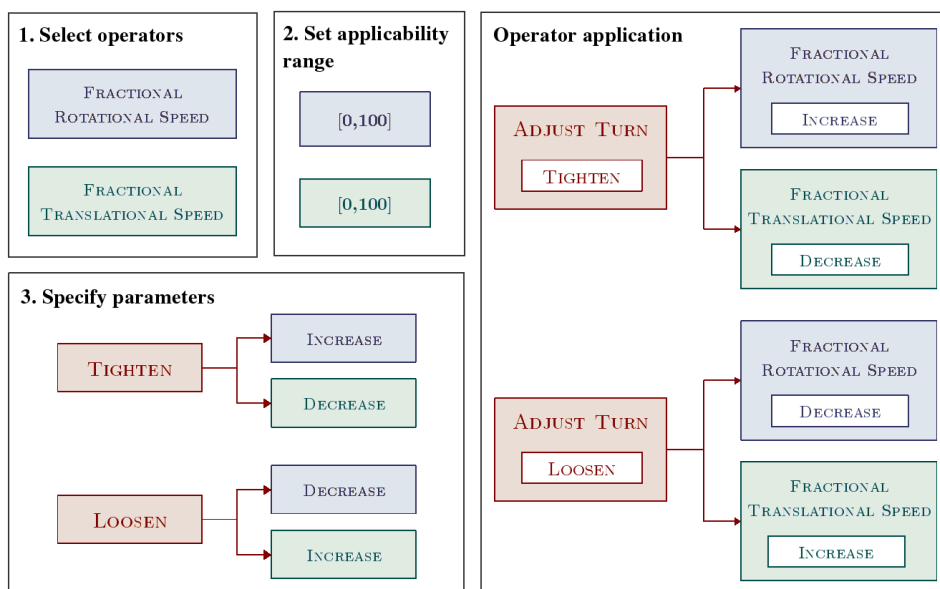 1. Select operators
FRACTIONAL
ROTATIONAL SPEED
FRACTIONAL
TRANSLATIONAL SPEED
2. Set applicability
range
[0,100]
[0,100]
3. Specify parameters
TIGHTEN
INCREASE
DECREASE
LOOSEN
DECREASE
INCREASE
Operator application
ADJUST TURN
TIGHTEN
FRACTIONAL
ROTATIONAL SPEED
INCREASE
FRACTIONAL
TRANSLATIONAL SPEED
DECREASE
ADJUST TURN
LOOSEN
FRACTIONAL
ROTATIONAL SPEED
DECREASE
FRACTIONAL
TRANSLATIONAL SPEED
INCREASE